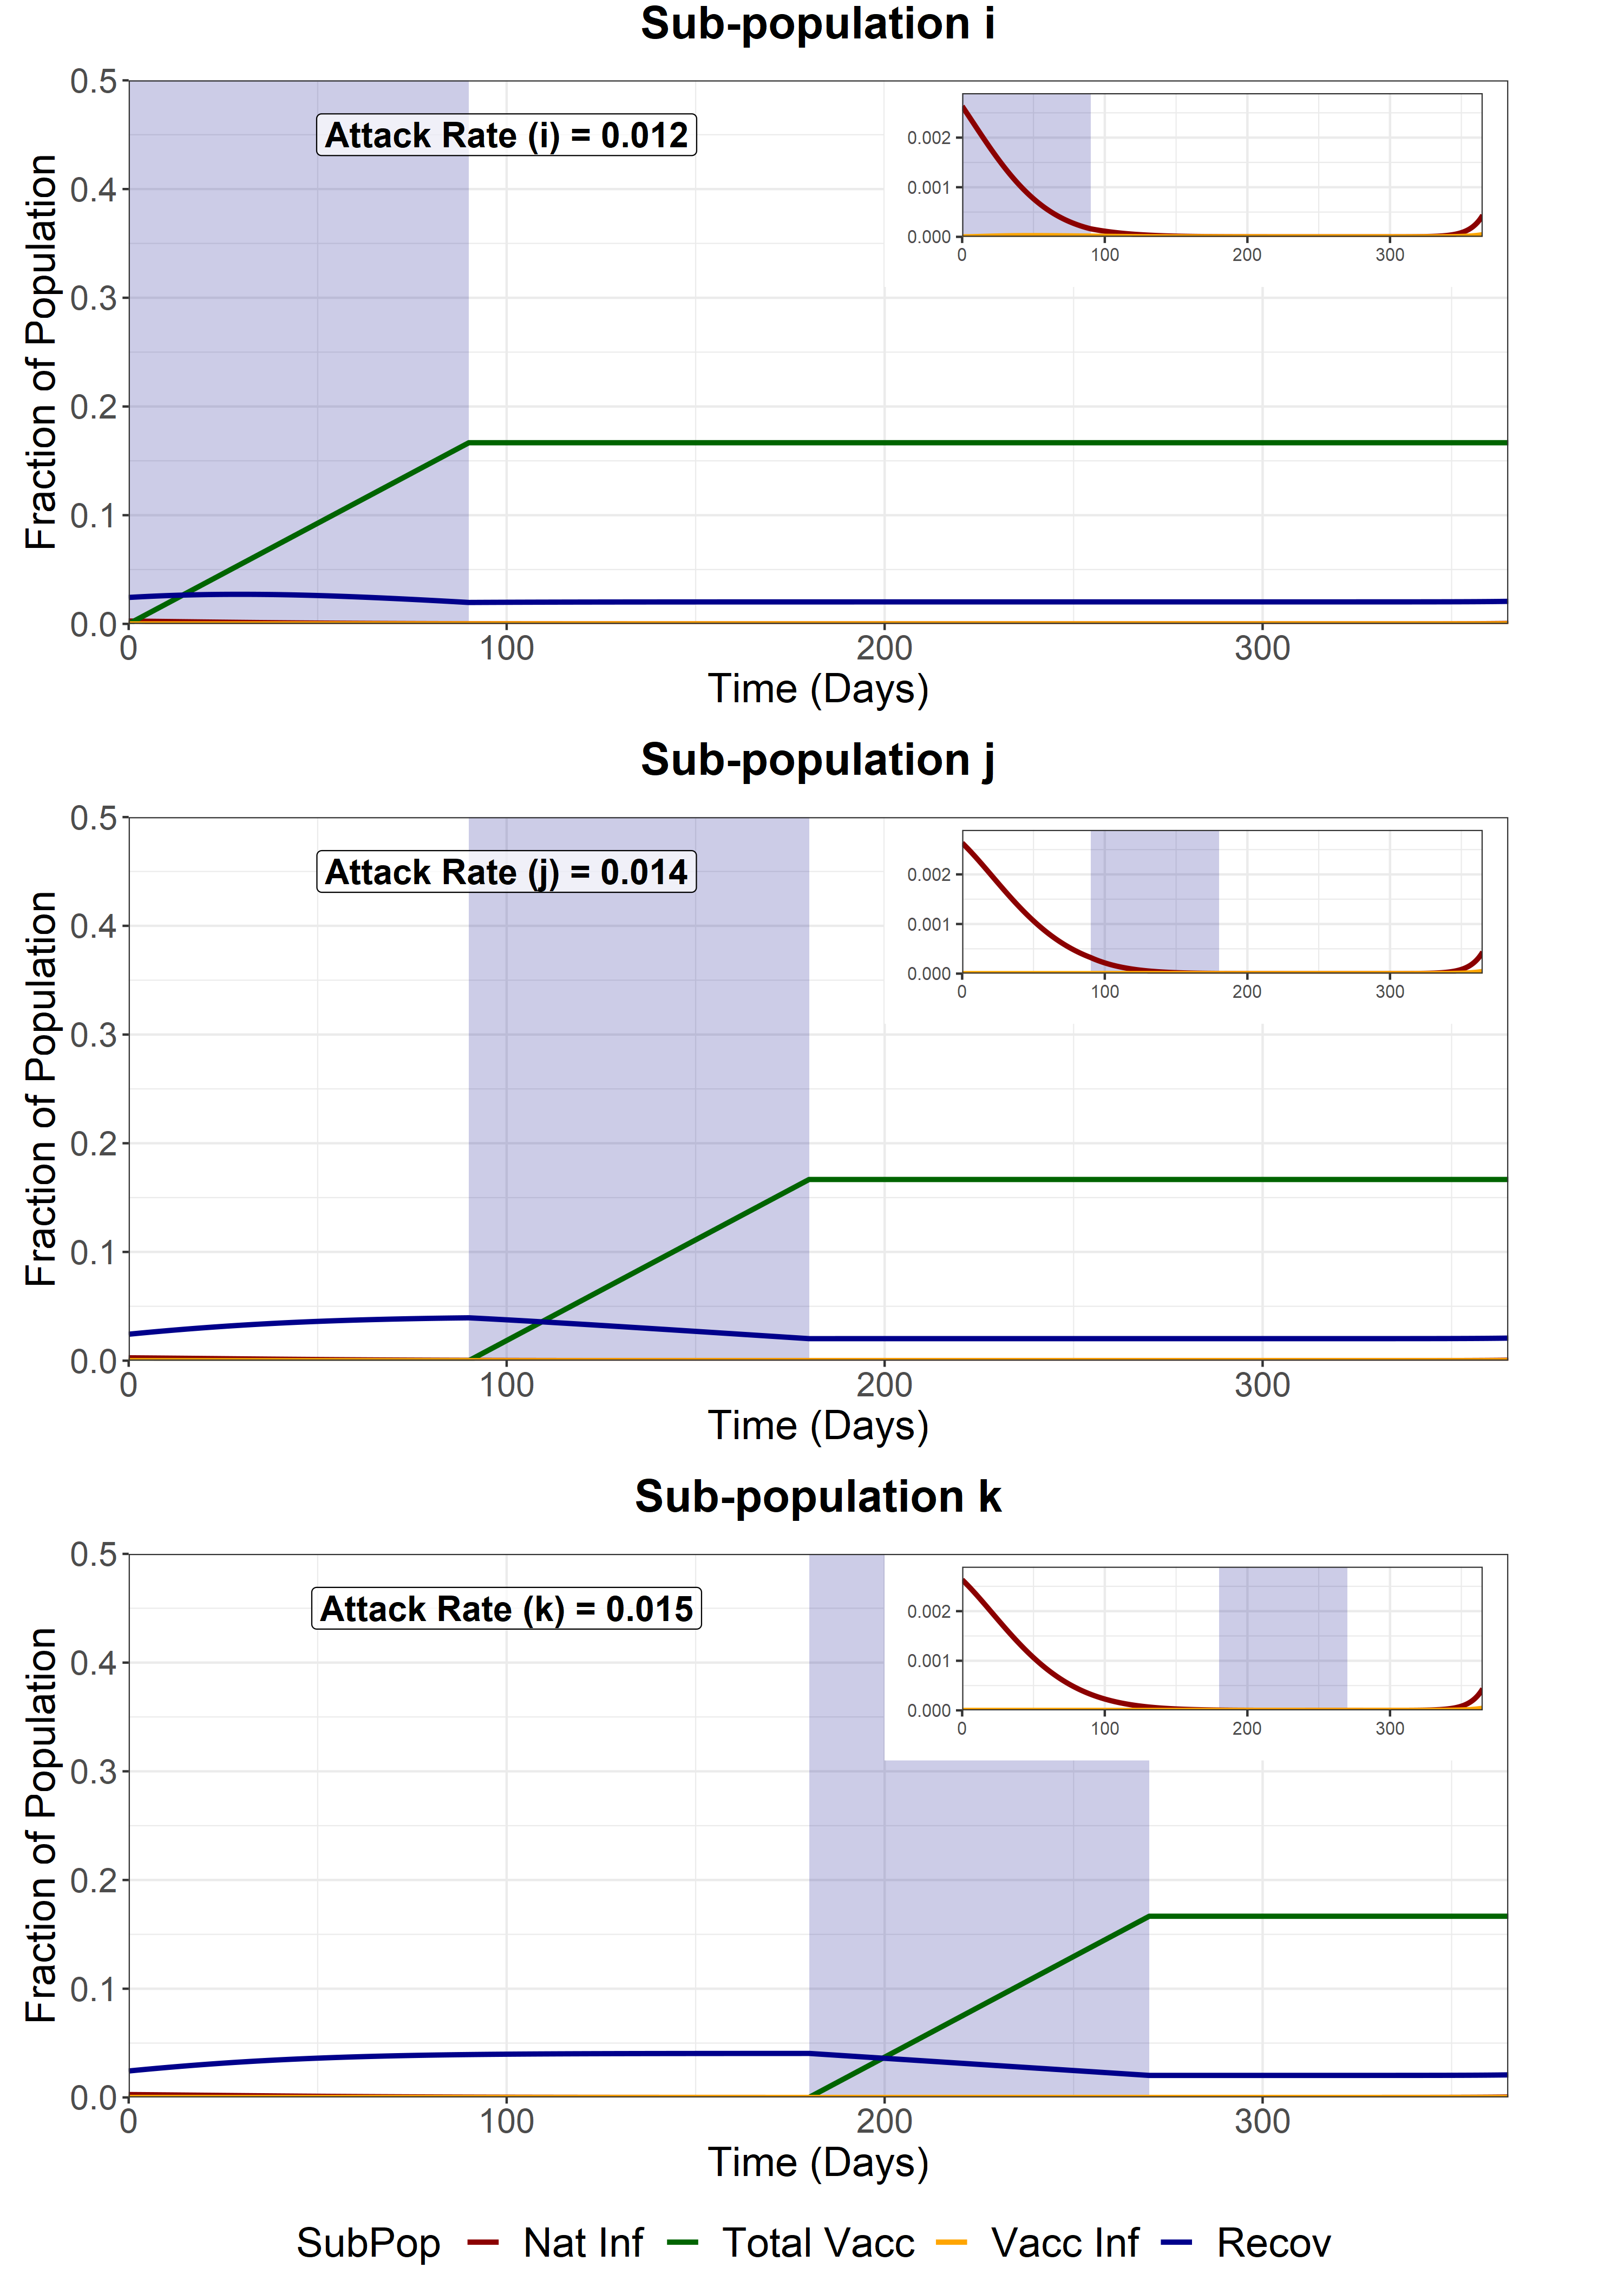 Sub-population i
Fraction of Population
0.5
0.4
0.3
0.2
0.1
0.0
Attack Rate (i) = 0.012
0.002
0.001
0.000
0 100 200 300
0 100 200 300
Time (Days)
Sub-population j
Fraction of Population
0.5
0.4
0.3
0.2
0.1
0.0
Attack Rate (j) = 0.014
0.002
0.001
0.000
0 100 200 300
0 100 200 300
Time (Days)
Sub-population k
Fraction of Population
0.5
0.4
0.3
0.2
0.1
0.0
Attack Rate (k) = 0.015
0.002
0.001
0.000
0 100 200 300
0 100 200 300
Time (Days)
SubPop Nat Inf Total Vacc Vacc Inf Recov